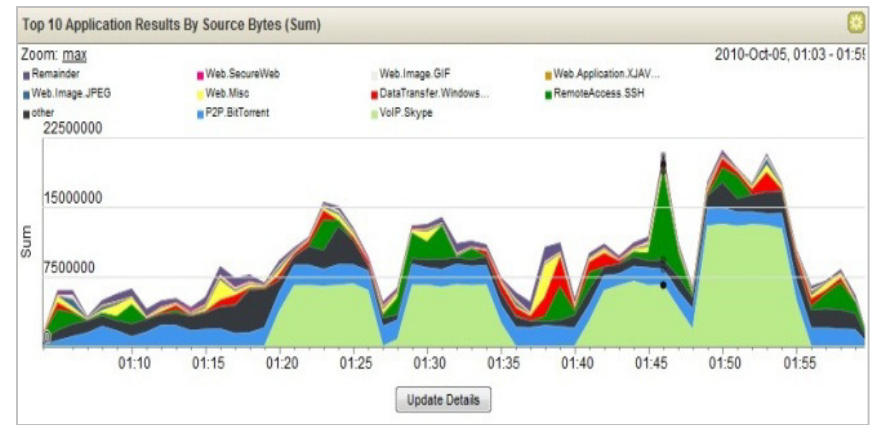 Top 10 Application Results By Source Bytes (Sum)
Zoom: max 2010-Oct-05, 01:03 - 01:59
Remainder Web.SecureWeb Web.Image.GIF Web.Application.XJAV...
Web.Image.JPEG Web.Misc DataTransfer.Windows... RemoteAccess.SSH
other P2P.BitTorrent VoIP.Skype
22500000
15000000
7500000
Sum
01:10 01:15 01:20 01:25 01:30 01:35 01:40 01:45 01:50 01:55
Update Details